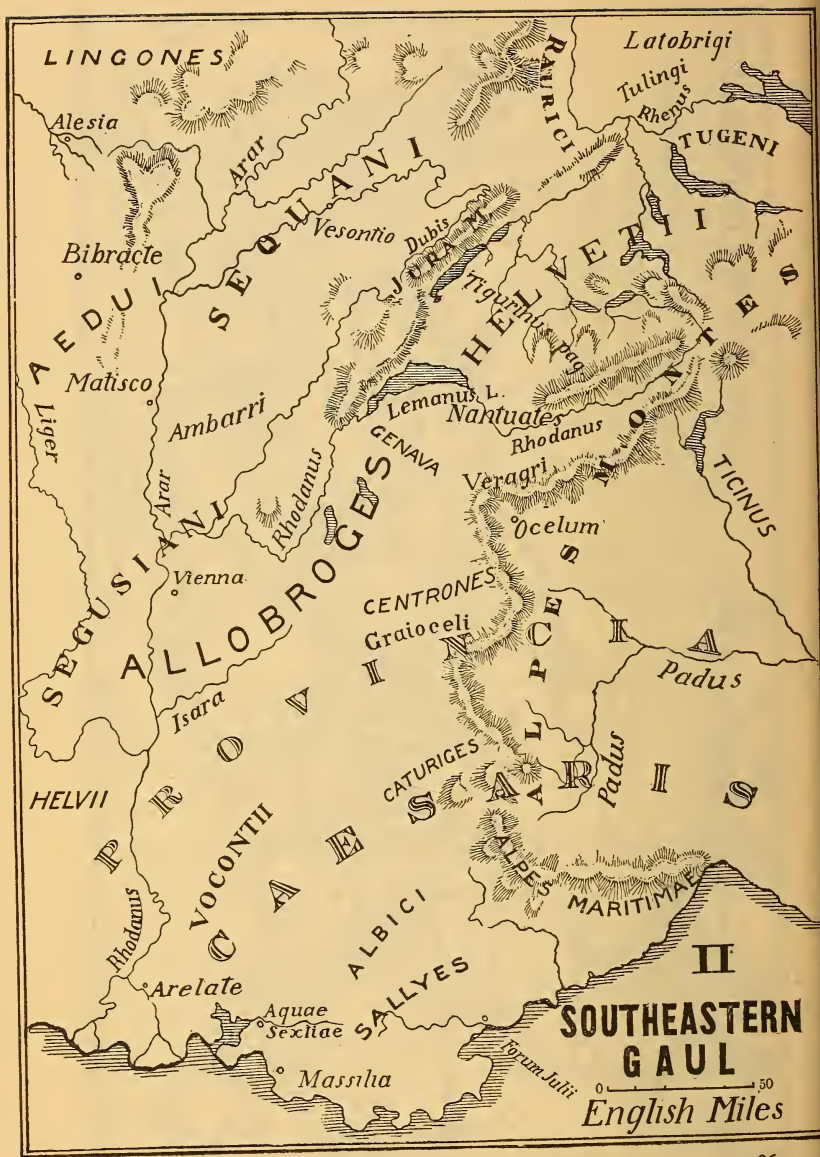 LINGONES
RAURICI
Latobrigi
Tulingi
Rhenus
TUGENI
Alesia
Arar
SEQUANI
Vesontio
Dubis
JURA M.
HELVETII
Tigurinus pag.
Bibracte
AEDUI
Matisco
Liger
Ambarri
Arar
Lemanus L.
Nantuates
Rhodanus
GENAVA
Veragri
MONTES
TICINUS
Rhodanus
Ocelum
SEGUSIANI
Vienna
ALLOBROGES
CENTRONES
Graioceli
ALPES
Isara
Padus
Padus
PROVINCIA
CAESARIS
CATURIGES
HELVII
VOCONTII
ALPES
MARITIMAE
ALBICI
SALLYES
Rhodanus
Arelate
Aquae
Sextiae
Massilia
Forum Julii
II
SOUTHEASTERN
GAUL
0 50
English Miles